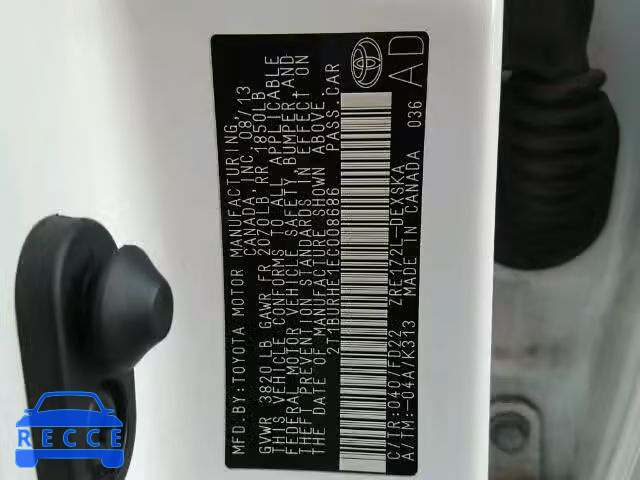 MFD. BY: TOYOTA MOTOR MANUFACTURING,
CANADA, INC. 08/13
GVWR 3820LB GAWR FR 2070LB RR 1850LB
THIS VEHICLE CONFORMS TO ALL APPLICABLE
FEDERAL MOTOR VEHICLE SAFETY, BUMPER, AND
THEFT PREVENTION STANDARDS IN EFFECT ON
THE DATE OF MANUFACTURE SHOWN ABOVE.
2T1BURHE1EC008686 PASS. CAR
C/TR: 040/FD22 ZRE172L-DEXSKA
A/TM: -04A/K313 MADE IN CANADA 036
AD
RECCE